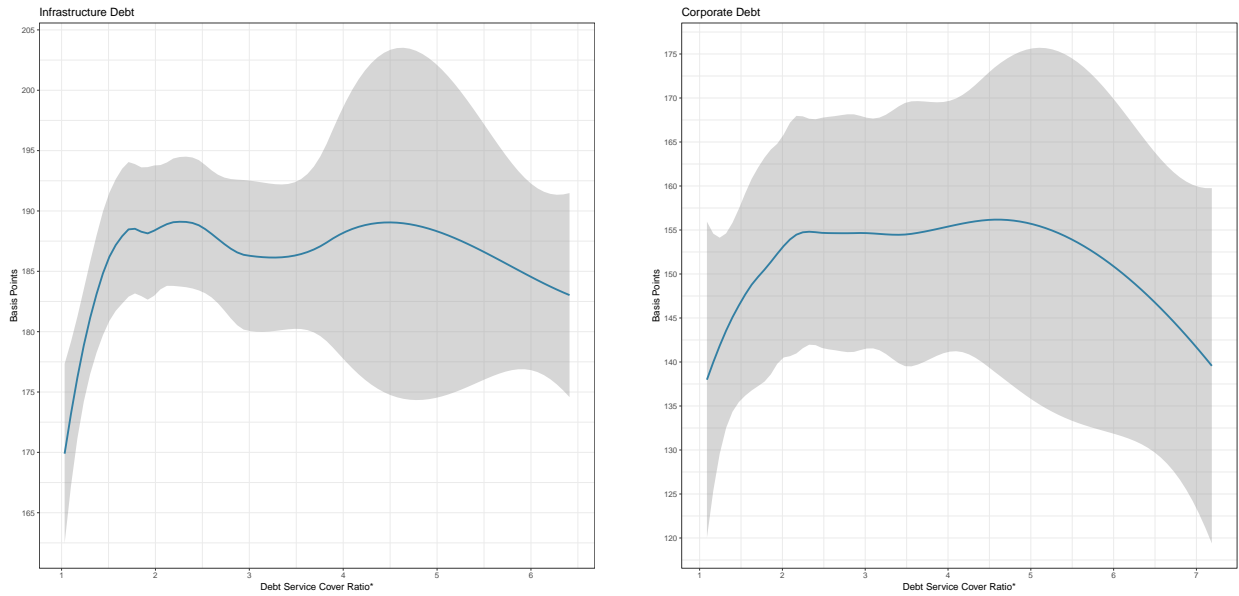 Infrastructure Debt
205
200
195
190
185
180
175
170
165
Basis Points
1 2 3 4 5 6
Debt Service Cover Ratio*
Corporate Debt
175
170
165
160
155
150
145
140
135
130
125
120
Basis Points
1 2 3 4 5 6 7
Debt Service Cover Ratio*